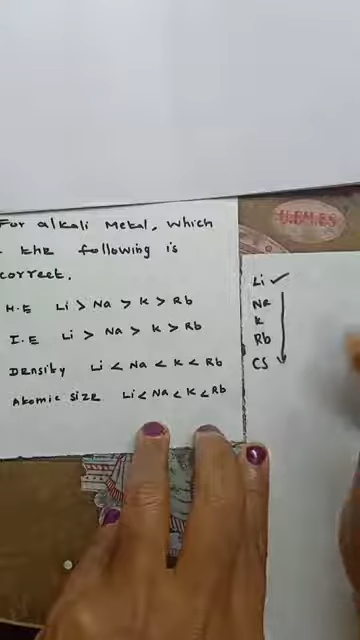 For alkali Metal, which
the following is
correct.
H.E Li > Na > K > Rb
I.E Li > Na > K > Rb
Density Li < Na < K < Rb
Atomic size Li < Na < K < Rb
Li ✓
Na
K
Rb
CS